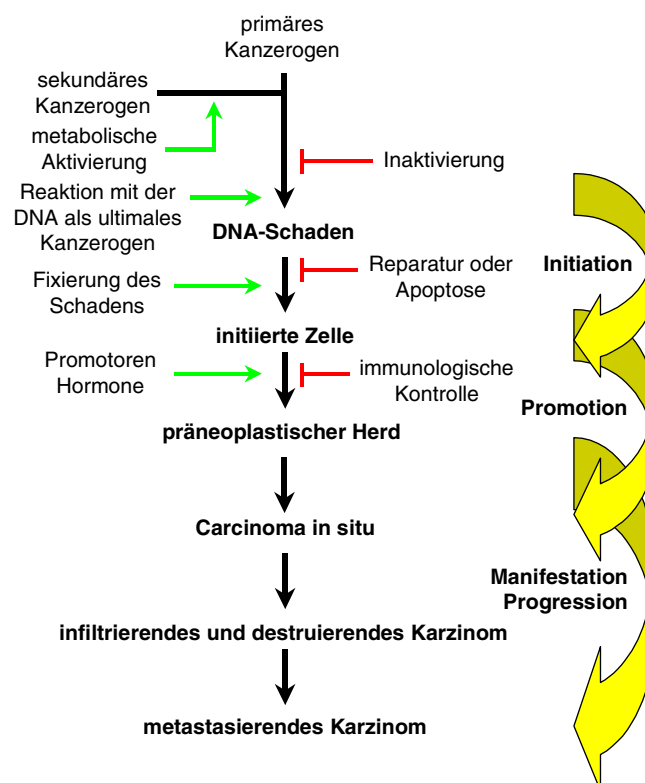 primäres
Kanzerogen
sekundäres
Kanzerogen
metabolische
Aktivierung
Inaktivierung
Reaktion mit der
DNA als ultimales
Kanzerogen
DNA-Schaden
Reparatur oder
Apoptose
Initiation
Fixierung des
Schadens
initiierte Zelle
Promotoren
Hormone
immunologische
Kontrolle
Promotion
präneoplastischer Herd
Carcinoma in situ
Manifestation
Progression
infiltrierendes und destruierendes Karzinom
metastasierendes Karzinom